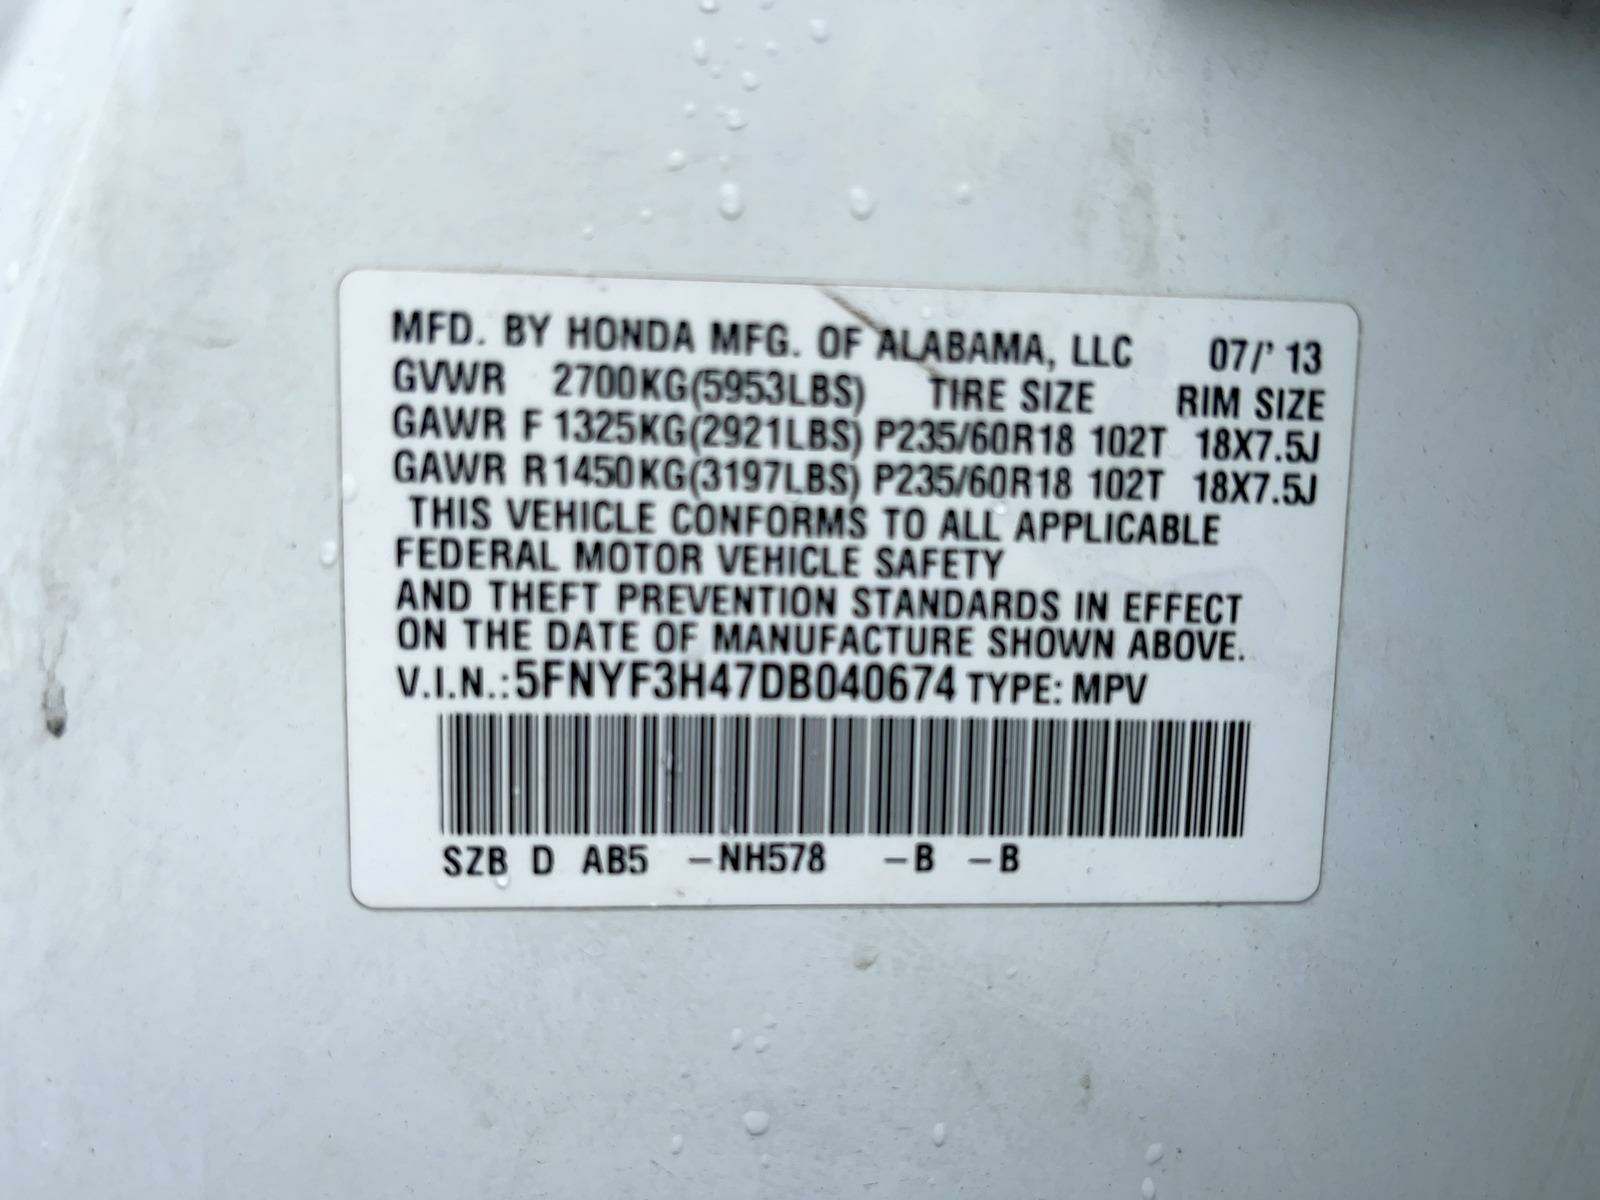 MFD. BY HONDA MFG. OF ALABAMA, LLC 07/' 13
GVWR 2700KG(5953LBS) TIRE SIZE RIM SIZE
GAWR F 1325KG(2921LBS) P235/60R18 102T 18X7.5J
GAWR R 1450KG(3197LBS) P235/60R18 102T 18X7.5J
THIS VEHICLE CONFORMS TO ALL APPLICABLE
FEDERAL MOTOR VEHICLE SAFETY
AND THEFT PREVENTION STANDARDS IN EFFECT
ON THE DATE OF MANUFACTURE SHOWN ABOVE.
V.I.N.: 5FNYF3H47DB040674 TYPE: MPV
SZB D AB5 -NH578 -B -B